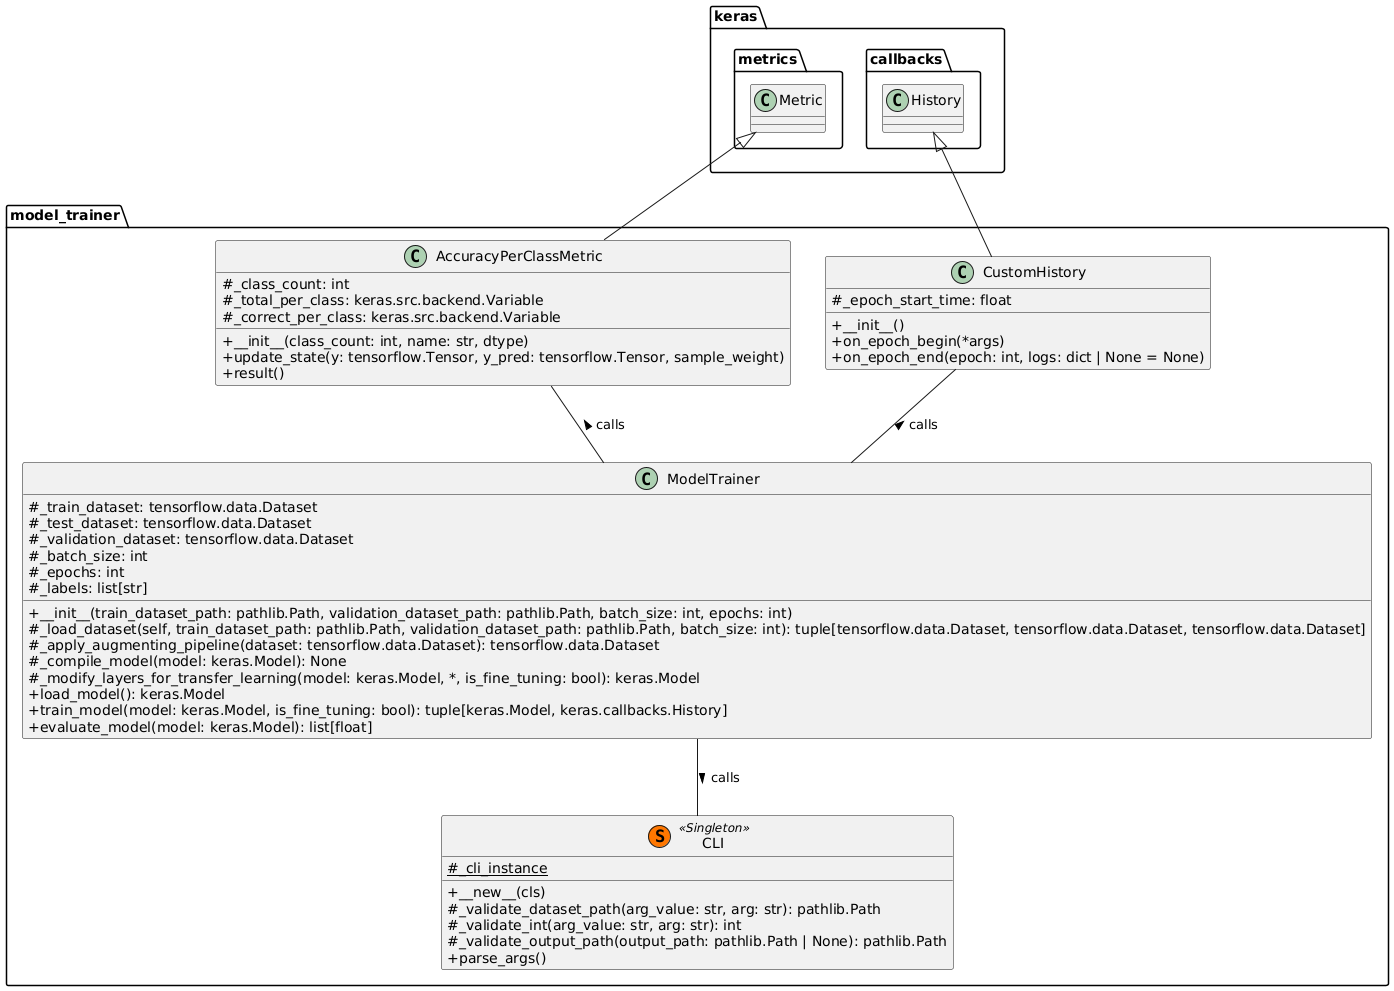 keras
metrics
callbacks
C Metric
C History
model_trainer
C AccuracyPerClassMetric
#_class_count: int
#_total_per_class: keras.src.backend.Variable
#_correct_per_class: keras.src.backend.Variable
+__init__(class_count: int, name: str, dtype)
+update_state(y: tensorflow.Tensor, y_pred: tensorflow.Tensor, sample_weight)
+result()
C CustomHistory
#_epoch_start_time: float
+__init__()
+on_epoch_begin(*args)
+on_epoch_end(epoch: int, logs: dict | None = None)
calls
calls
C ModelTrainer
#_train_dataset: tensorflow.data.Dataset
#_test_dataset: tensorflow.data.Dataset
#_validation_dataset: tensorflow.data.Dataset
#_batch_size: int
#_epochs: int
#_labels: list[str]
+__init__(train_dataset_path: pathlib.Path, validation_dataset_path: pathlib.Path, batch_size: int, epochs: int)
#_load_dataset(self, train_dataset_path: pathlib.Path, validation_dataset_path: pathlib.Path, batch_size: int): tuple[tensorflow.data.Dataset, tensorflow.data.Dataset, tensorflow.data.Dataset]
#_apply_augmenting_pipeline(dataset: tensorflow.data.Dataset): tensorflow.data.Dataset
#_compile_model(model: keras.Model): None
#_modify_layers_for_transfer_learning(model: keras.Model, *, is_fine_tuning: bool): keras.Model
+load_model(): keras.Model
+train_model(model: keras.Model, is_fine_tuning: bool): tuple[keras.Model, keras.callbacks.History]
+evaluate_model(model: keras.Model): list[float]
calls
S «Singleton»
CLI
#_cli_instance
+__new__(cls)
#_validate_dataset_path(arg_value: str, arg: str): pathlib.Path
#_validate_int(arg_value: str, arg: str): int
#_validate_output_path(output_path: pathlib.Path | None): pathlib.Path
+parse_args()